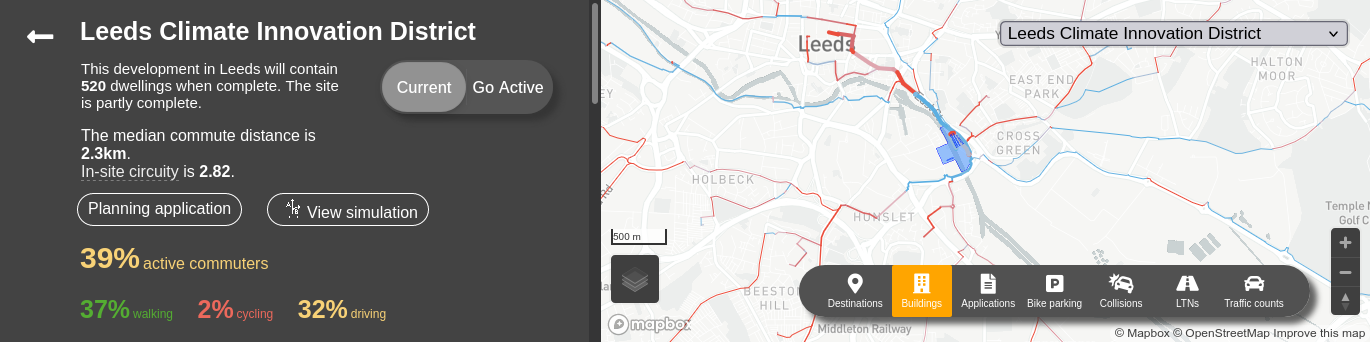 Leeds Climate Innovation District
This development in Leeds will contain
520 dwellings when complete. The site
is partly complete.
Current
Go Active
The median commute distance is
2.3km.
In-site circuity is 2.82.
Planning application
View simulation
39% active commuters
37% walking
2% cycling
32% driving
Leeds
Leeds Climate Innovation District
HALTON
MOOR
EAST END
PARK
CROSS
GREEN
HOLBECK
HUNSLET
Rd
Temple
Golf C
500 m
BEESTON
HILL
Middleton Railway
Destinations
Buildings
Applications
Bike parking
Collisions
LTNs
Traffic counts
mapbox
© Mapbox © OpenStreetMap Improve this map